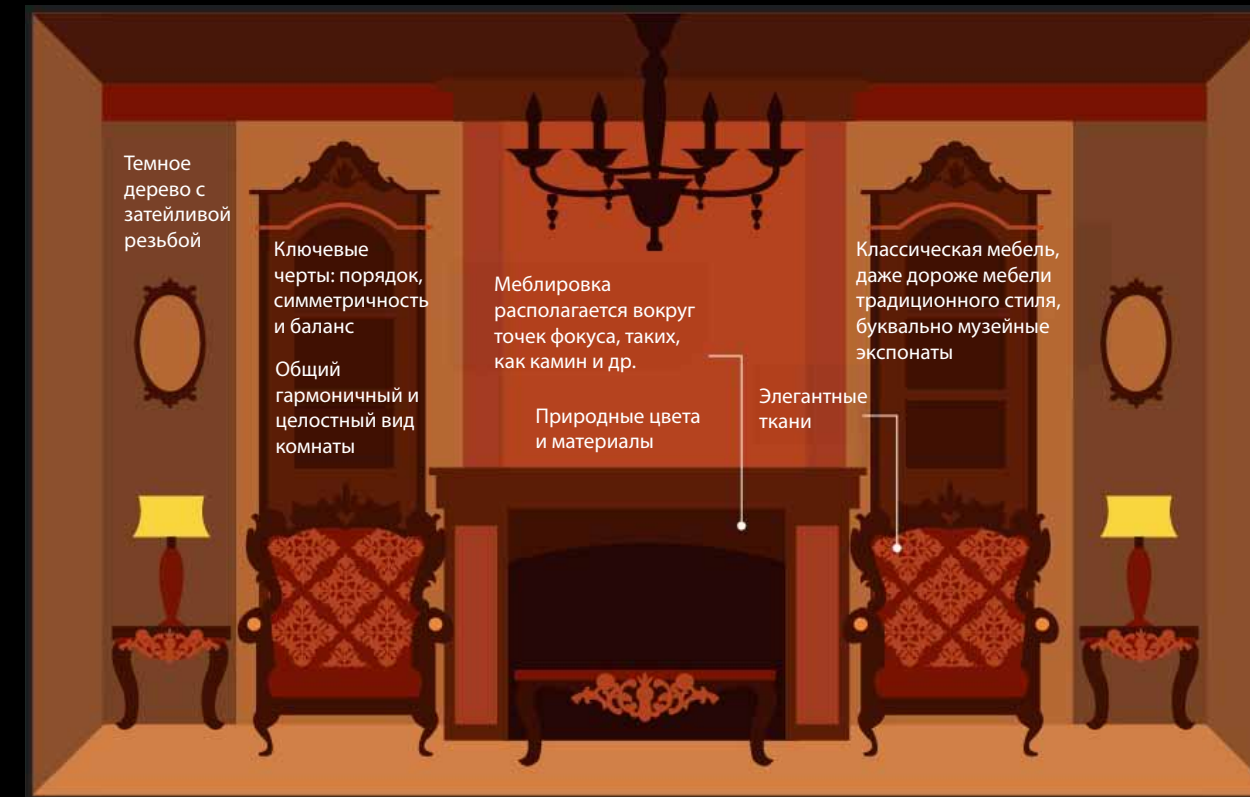 Темное
дерево с
затейливой
резьбой
Ключевые
черты: порядок,
симметричность
и баланс
Общий
гармоничный и
целостный вид
комнаты
Меблировка
располагается вокруг
точек фокуса, таких,
как камин и др.
Природные цвета
и материалы
Элегантные
ткани
Классическая мебель,
даже дороже мебели
традиционного стиля,
буквально музейные
экспонаты